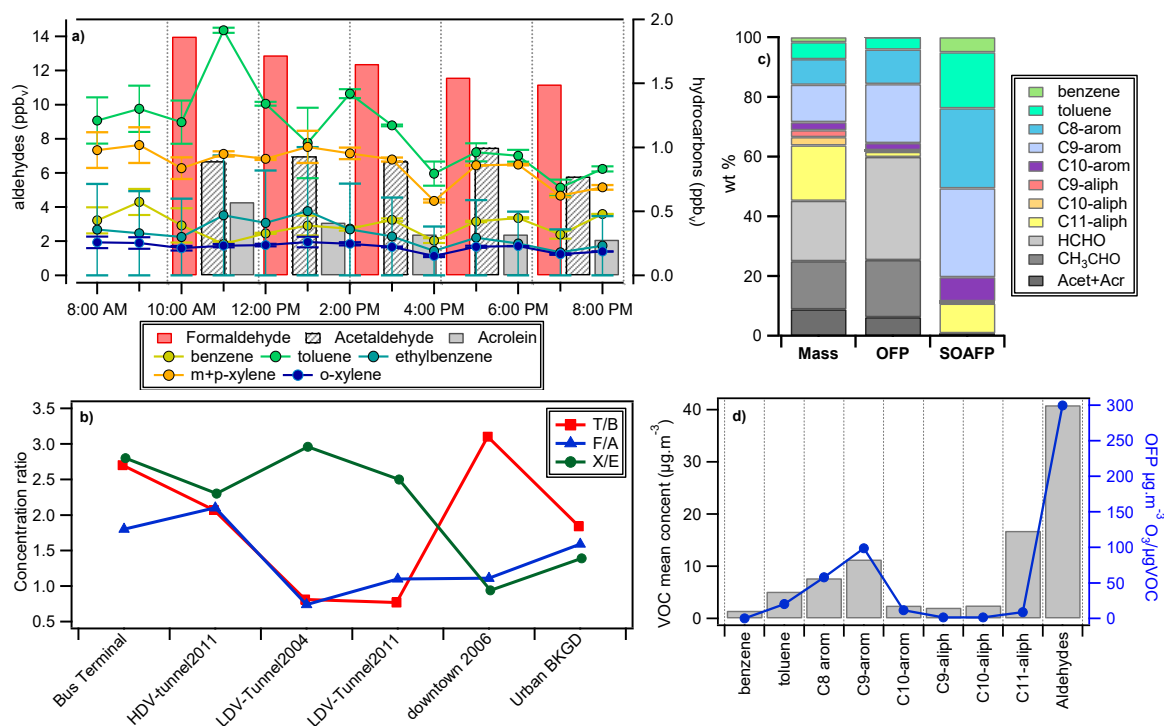 a)
aldehydes (ppbv)
14
12
10
8
6
4
2
0
2.0
1.5
1.0
0.5
0.0
hydrocarbons (ppbv)
8:00 AM
10:00 AM
12:00 PM
2:00 PM
4:00 PM
6:00 PM
8:00 PM
Formaldehyde Acetaldehyde Acrolein
benzene toluene ethylbenzene
m+p-xylene o-xylene
c)
wt %
100
80
60
40
20
0
Mass OFP SOAFP
benzene
toluene
C8-arom
C9-arom
C10-arom
C9-aliph
C10-aliph
C11-aliph
HCHO
CH3CHO
Acet+Acr
b)
Concentration ratio
3.5
3.0
2.5
2.0
1.5
1.0
0.5
T/B
F/A
X/E
Bus Terminal
HDV-tunnel2011
LDV-Tunnel2004
LDV-Tunnel2011
downtown 2006
Urban BKGD
d)
VOC mean concent (µg.m-3)
40
30
20
10
0
300
250
200
150
100
50
0
OFP µg.m-3 O3/µgVOC
benzene
toluene
C8 arom
C9-arom
C10-arom
C9-aliph
C10-aliph
C11-aliph
Aldehydes